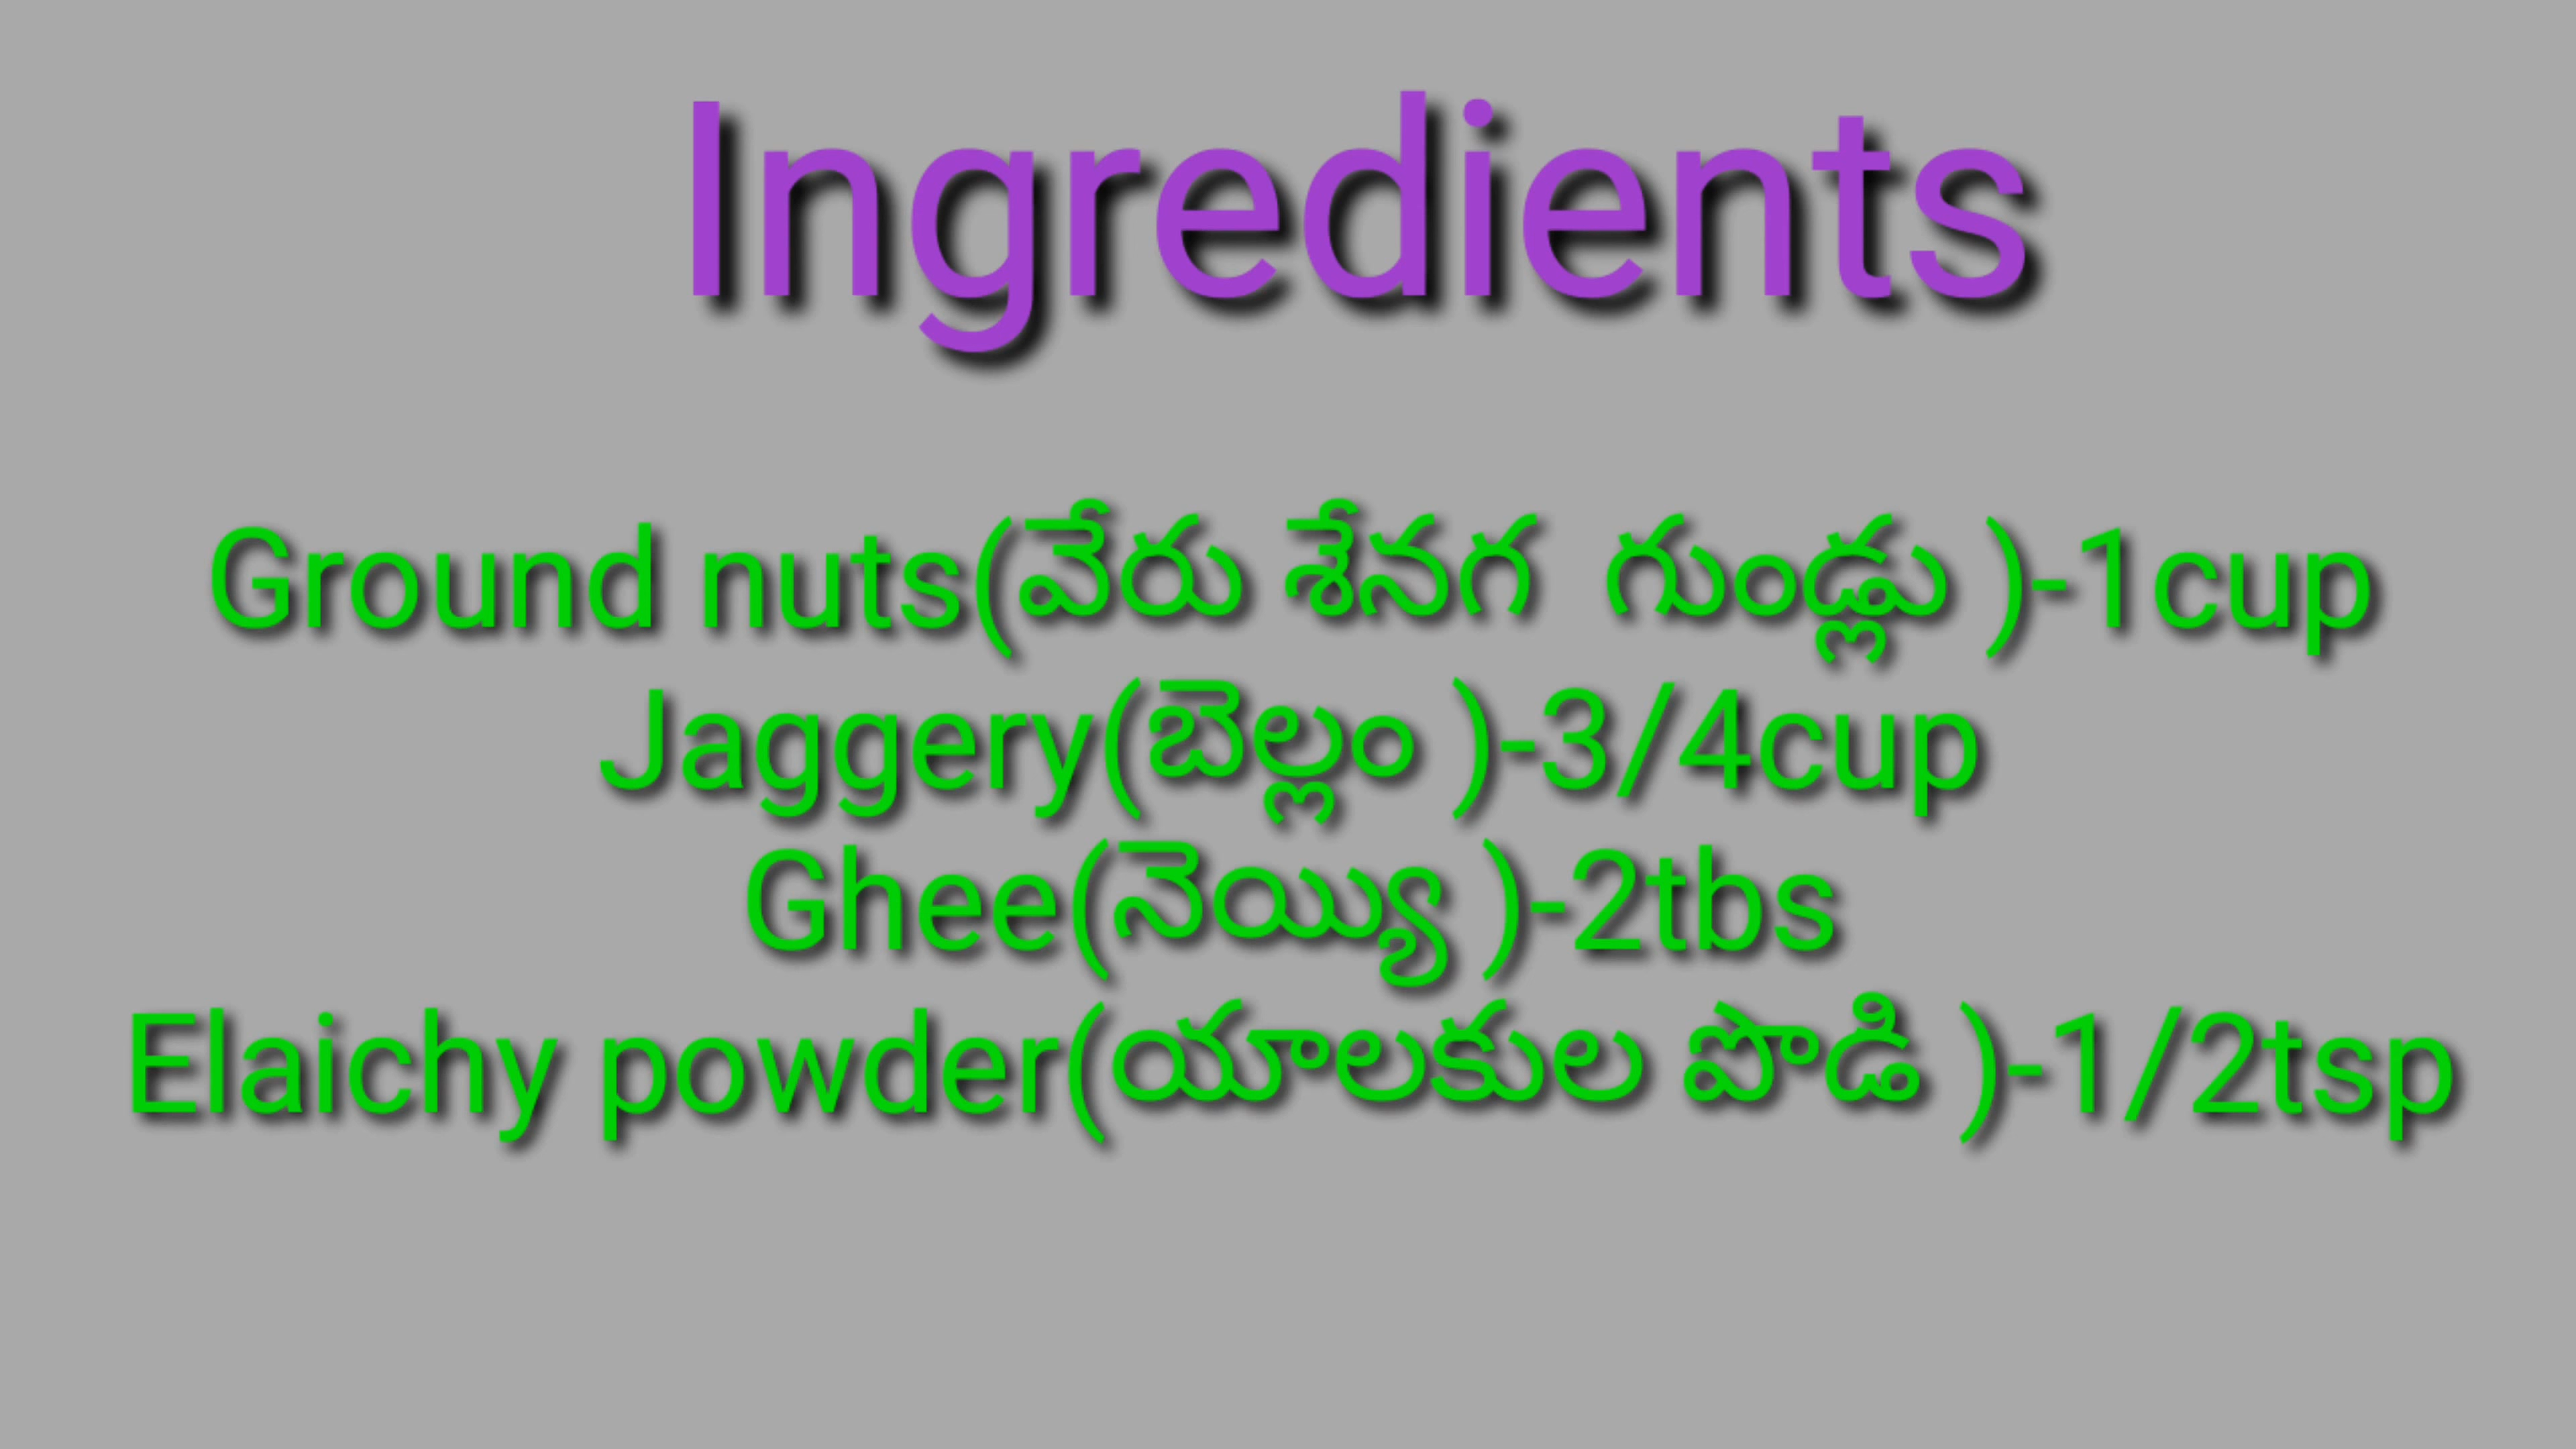 Ingredients
Ground nuts(వేరు శేనగ  గుండ్లు )-1cup
Jaggery(బెల్లం )-3/4cup
Ghee(నెయ్యి )-2tbs
Elaichy powder(యాలకుల పొడి )-1/2tsp